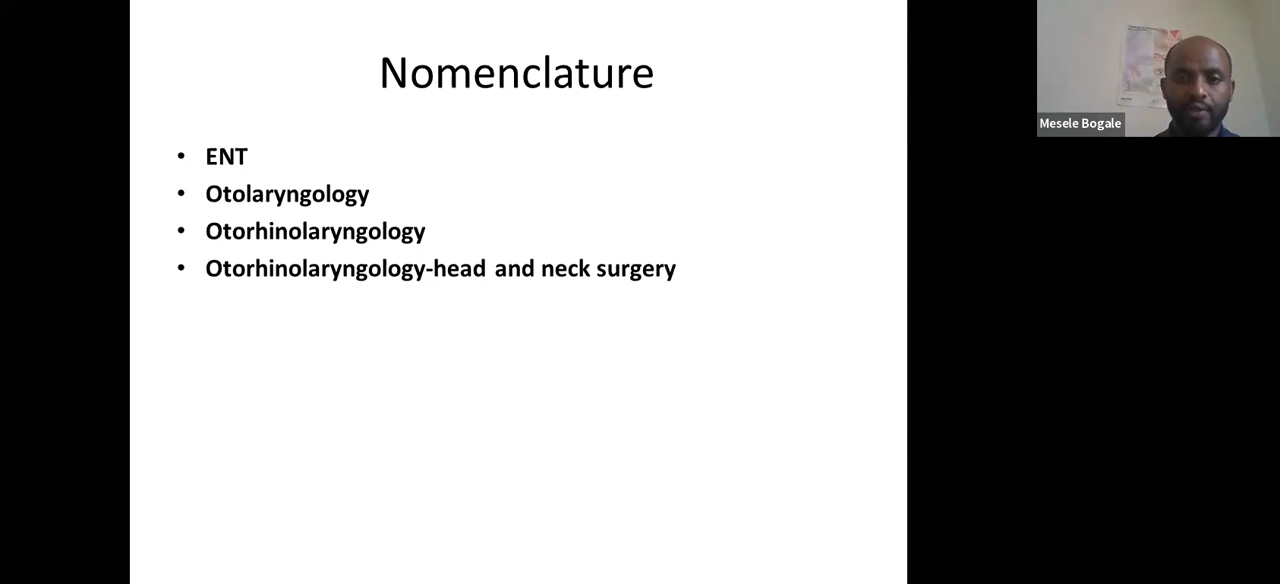 Nomenclature
• ENT
• Otolaryngology
• Otorhinolaryngology
• Otorhinolaryngology-head and neck surgery
Mesele Bogale